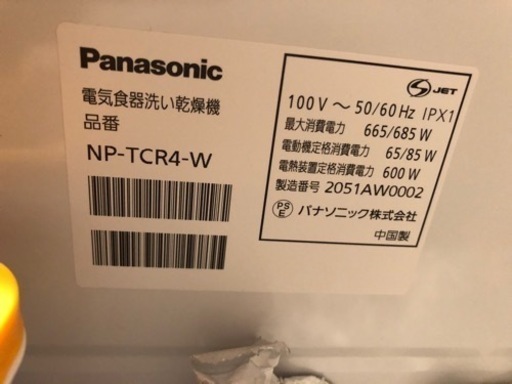 Panasonic
電気食器洗い乾燥機
品番
NP-TCR4-W
S JET
100V～50/60Hz IPX1
最大消費電力 665/685W
電動機定格消費電力 65/85W
電熱装置定格消費電力 600W
製造番号 2051AW0002
PSE パナソニック株式会社
中国製